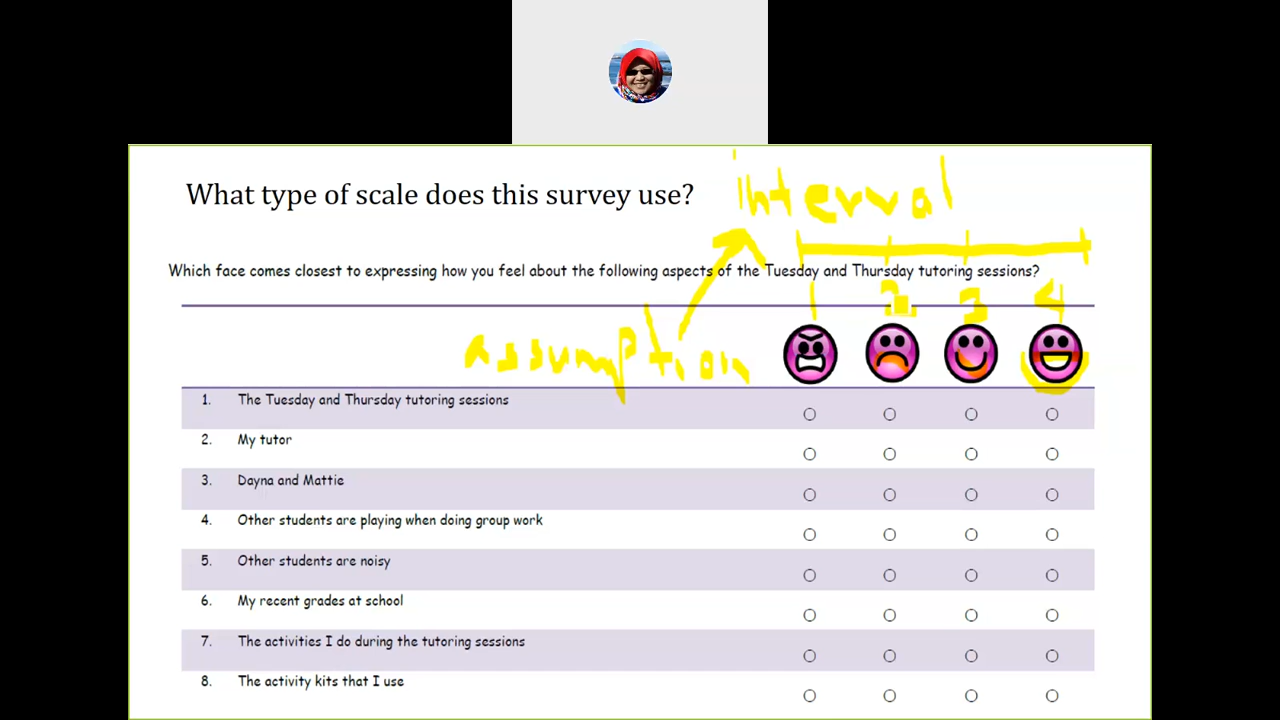 What type of scale does this survey use?
interval
Which face comes closest to expressing how you feel about the following aspects of the Tuesday and Thursday tutoring sessions?
1 2 3 4
assumption
1. The Tuesday and Thursday tutoring sessions
2. My tutor
3. Dayna and Mattie
4. Other students are playing when doing group work
5. Other students are noisy
6. My recent grades at school
7. The activities I do during the tutoring sessions
8. The activity kits that I use